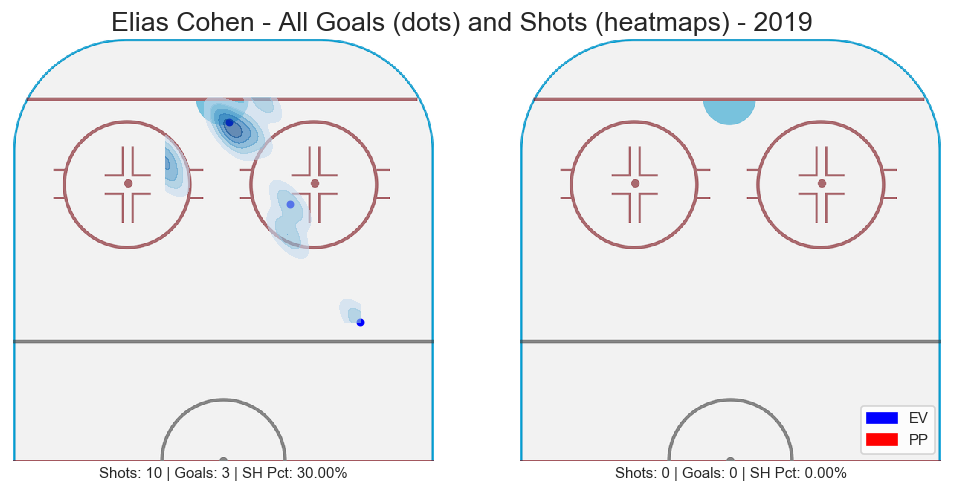 Elias Cohen - All Goals (dots) and Shots (heatmaps) - 2019
EV
PP
Shots: 10 | Goals: 3 | SH Pct: 30.00%
Shots: 0 | Goals: 0 | SH Pct: 0.00%